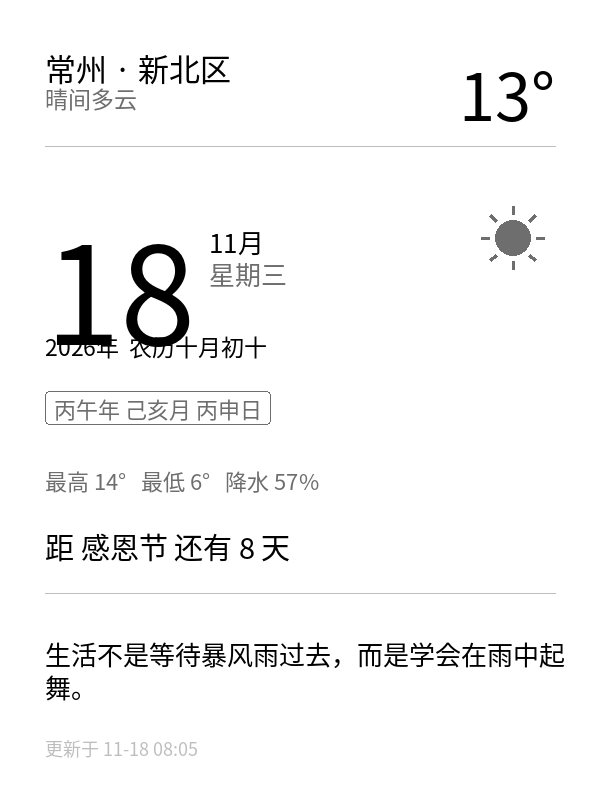 常州 · 新北区
晴间多云
13°
18
11月
星期三
2026年 农历十月初十
丙午年 己亥月 丙申日
最高 14° 最低 6° 降水 57%
距 感恩节 还有 8 天
生活不是等待暴风雨过去，而是学会在雨中起
舞。
更新于 11-18 08:05